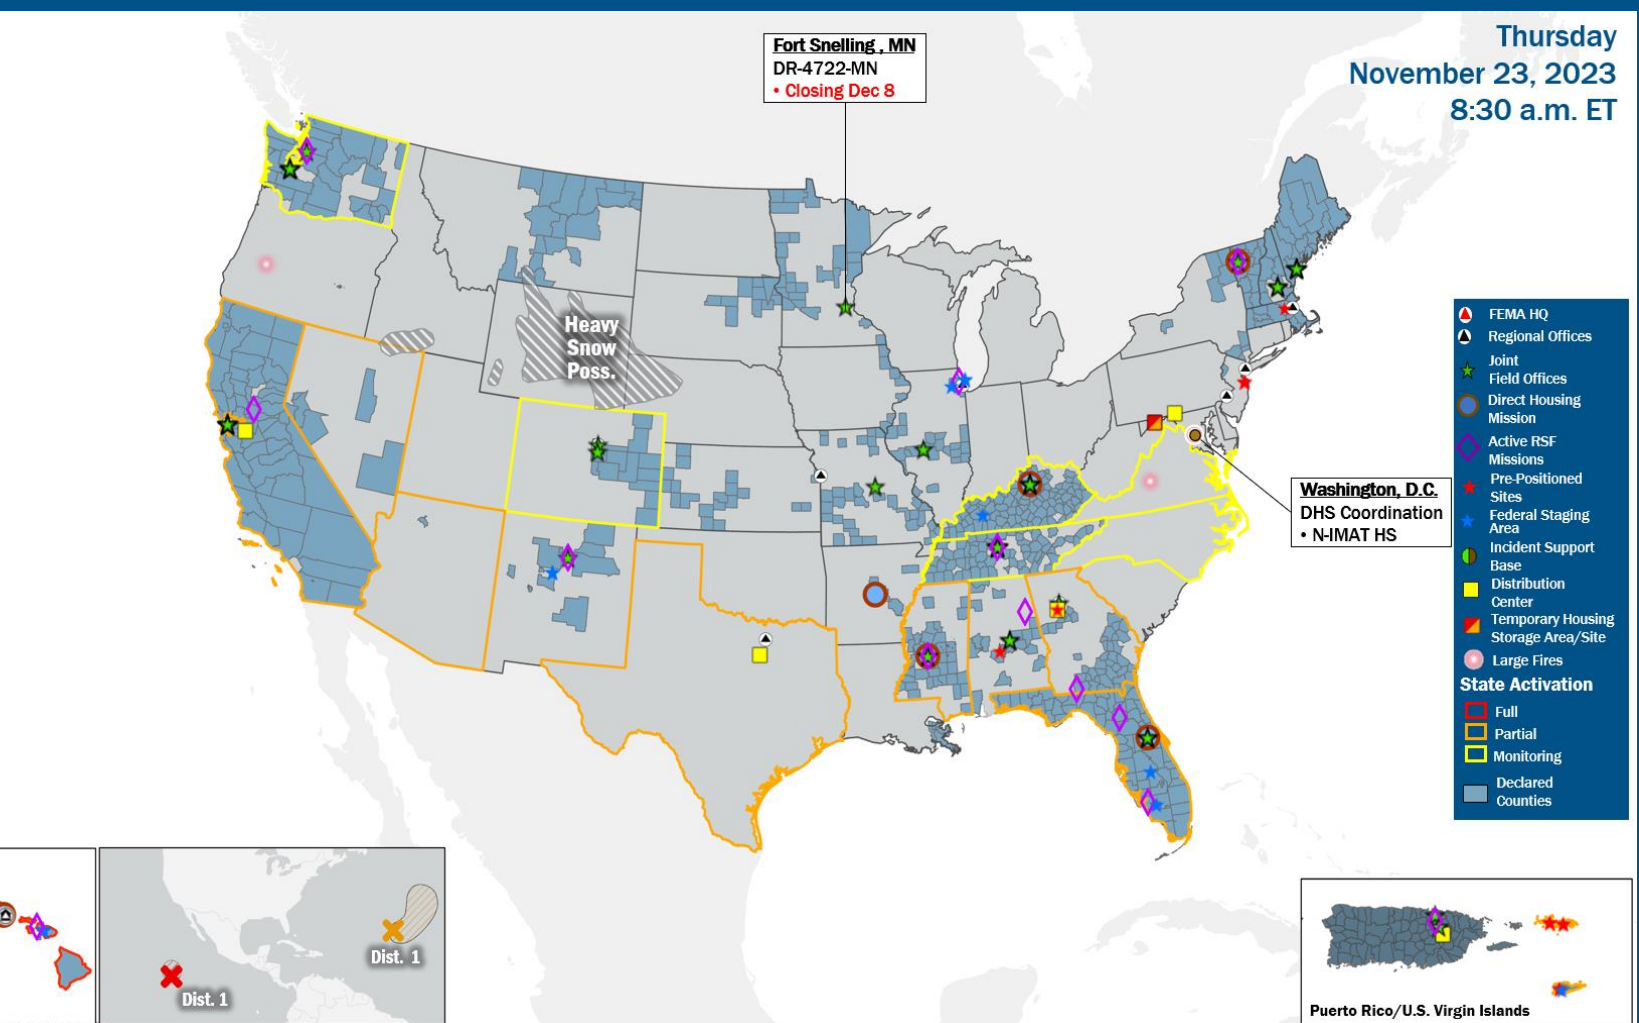 Thursday
November 23, 2023
8:30 a.m. ET
Fort Snelling , MN
DR-4722-MN
• Closing Dec 8
Heavy
Snow
Poss.
Washington, D.C.
DHS Coordination
• N-IMAT HS
FEMA HQ
Regional Offices
Joint
Field Offices
Direct Housing
Mission
Active RSF
Missions
Pre-Positioned
Sites
Federal Staging
Area
Incident Support
Base
Distribution
Center
Temporary Housing
Storage Area/Site
Large Fires
State Activation
Full
Partial
Monitoring
Declared
Counties
Dist. 1
Dist. 1
Puerto Rico/U.S. Virgin Islands